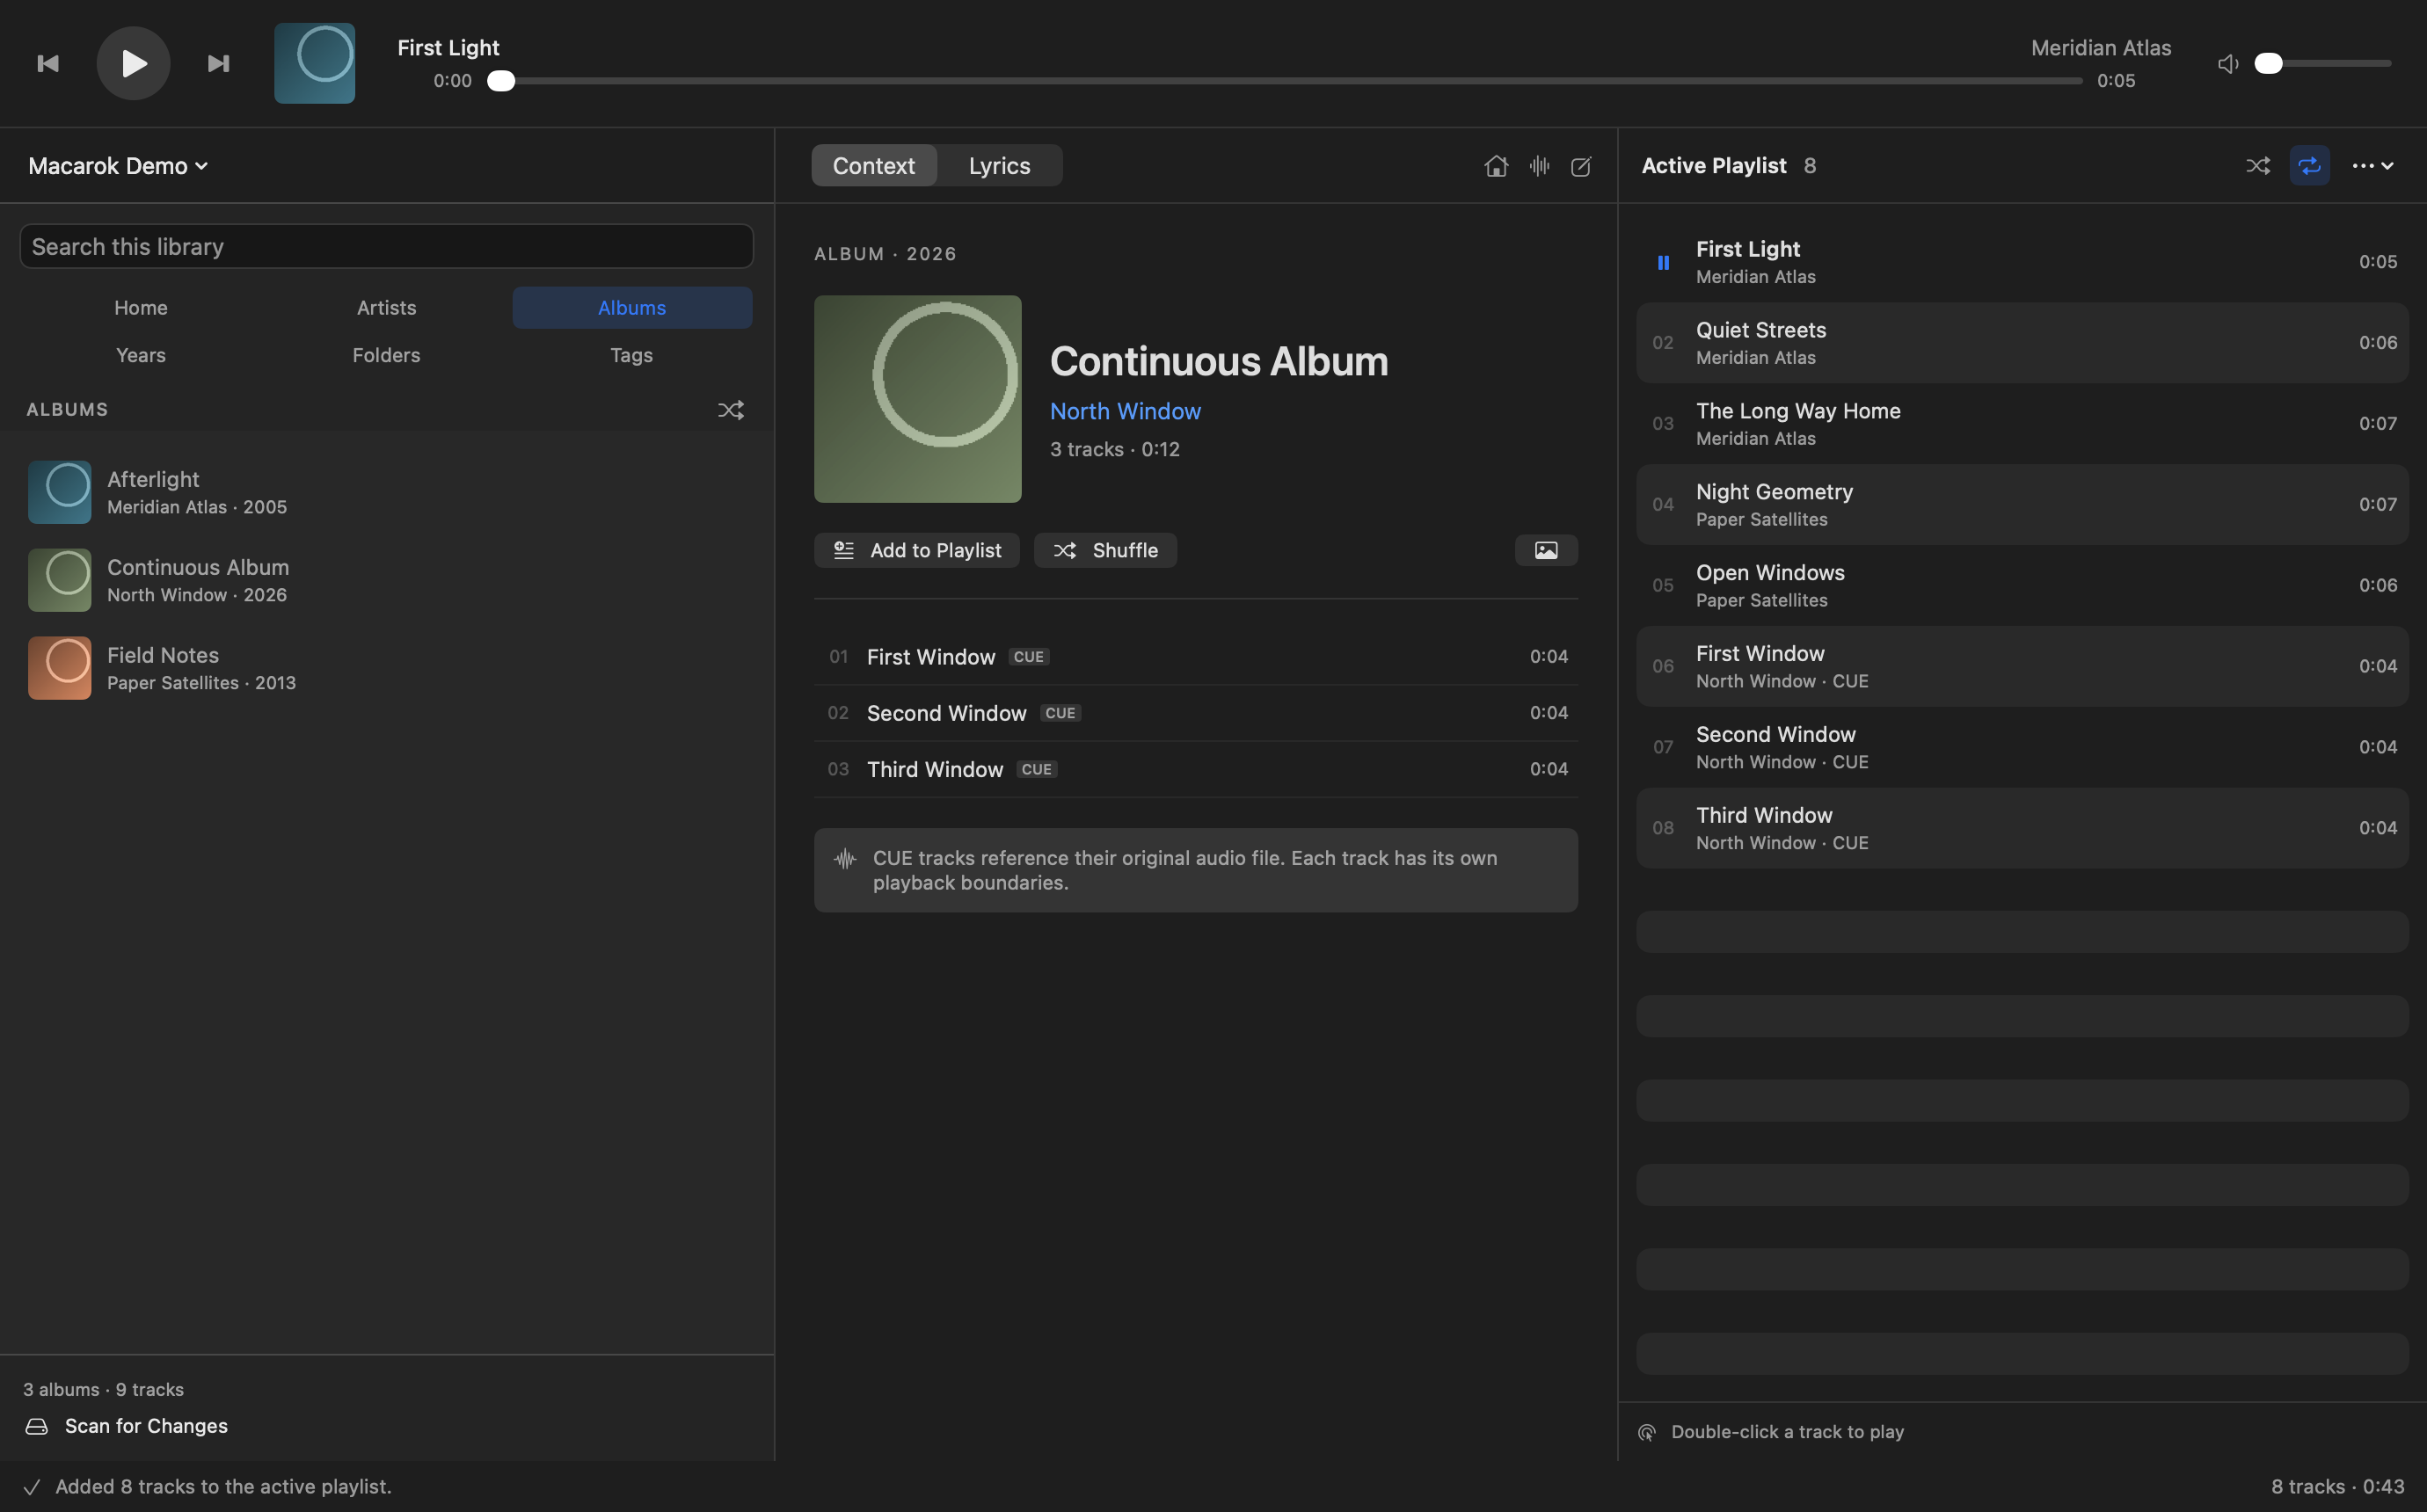 First Light
Meridian Atlas
0:00
0:05
Macarok Demo
Search this library
Home
Artists
Albums
Years
Folders
Tags
ALBUMS
Afterlight
Meridian Atlas · 2005
Continuous Album
North Window · 2026
Field Notes
Paper Satellites · 2013
3 albums · 9 tracks
Scan for Changes
Context
Lyrics
ALBUM · 2026
Continuous Album
North Window
3 tracks · 0:12
Add to Playlist
Shuffle
01 First Window CUE 0:04
02 Second Window CUE 0:04
03 Third Window CUE 0:04
CUE tracks reference their original audio file. Each track has its own
playback boundaries.
Active Playlist 8
First Light
Meridian Atlas
0:05
02 Quiet Streets
Meridian Atlas
0:06
03 The Long Way Home
Meridian Atlas
0:07
04 Night Geometry
Paper Satellites
0:07
05 Open Windows
Paper Satellites
0:06
06 First Window
North Window · CUE
0:04
07 Second Window
North Window · CUE
0:04
08 Third Window
North Window · CUE
0:04
Double-click a track to play
Added 8 tracks to the active playlist.
8 tracks · 0:43